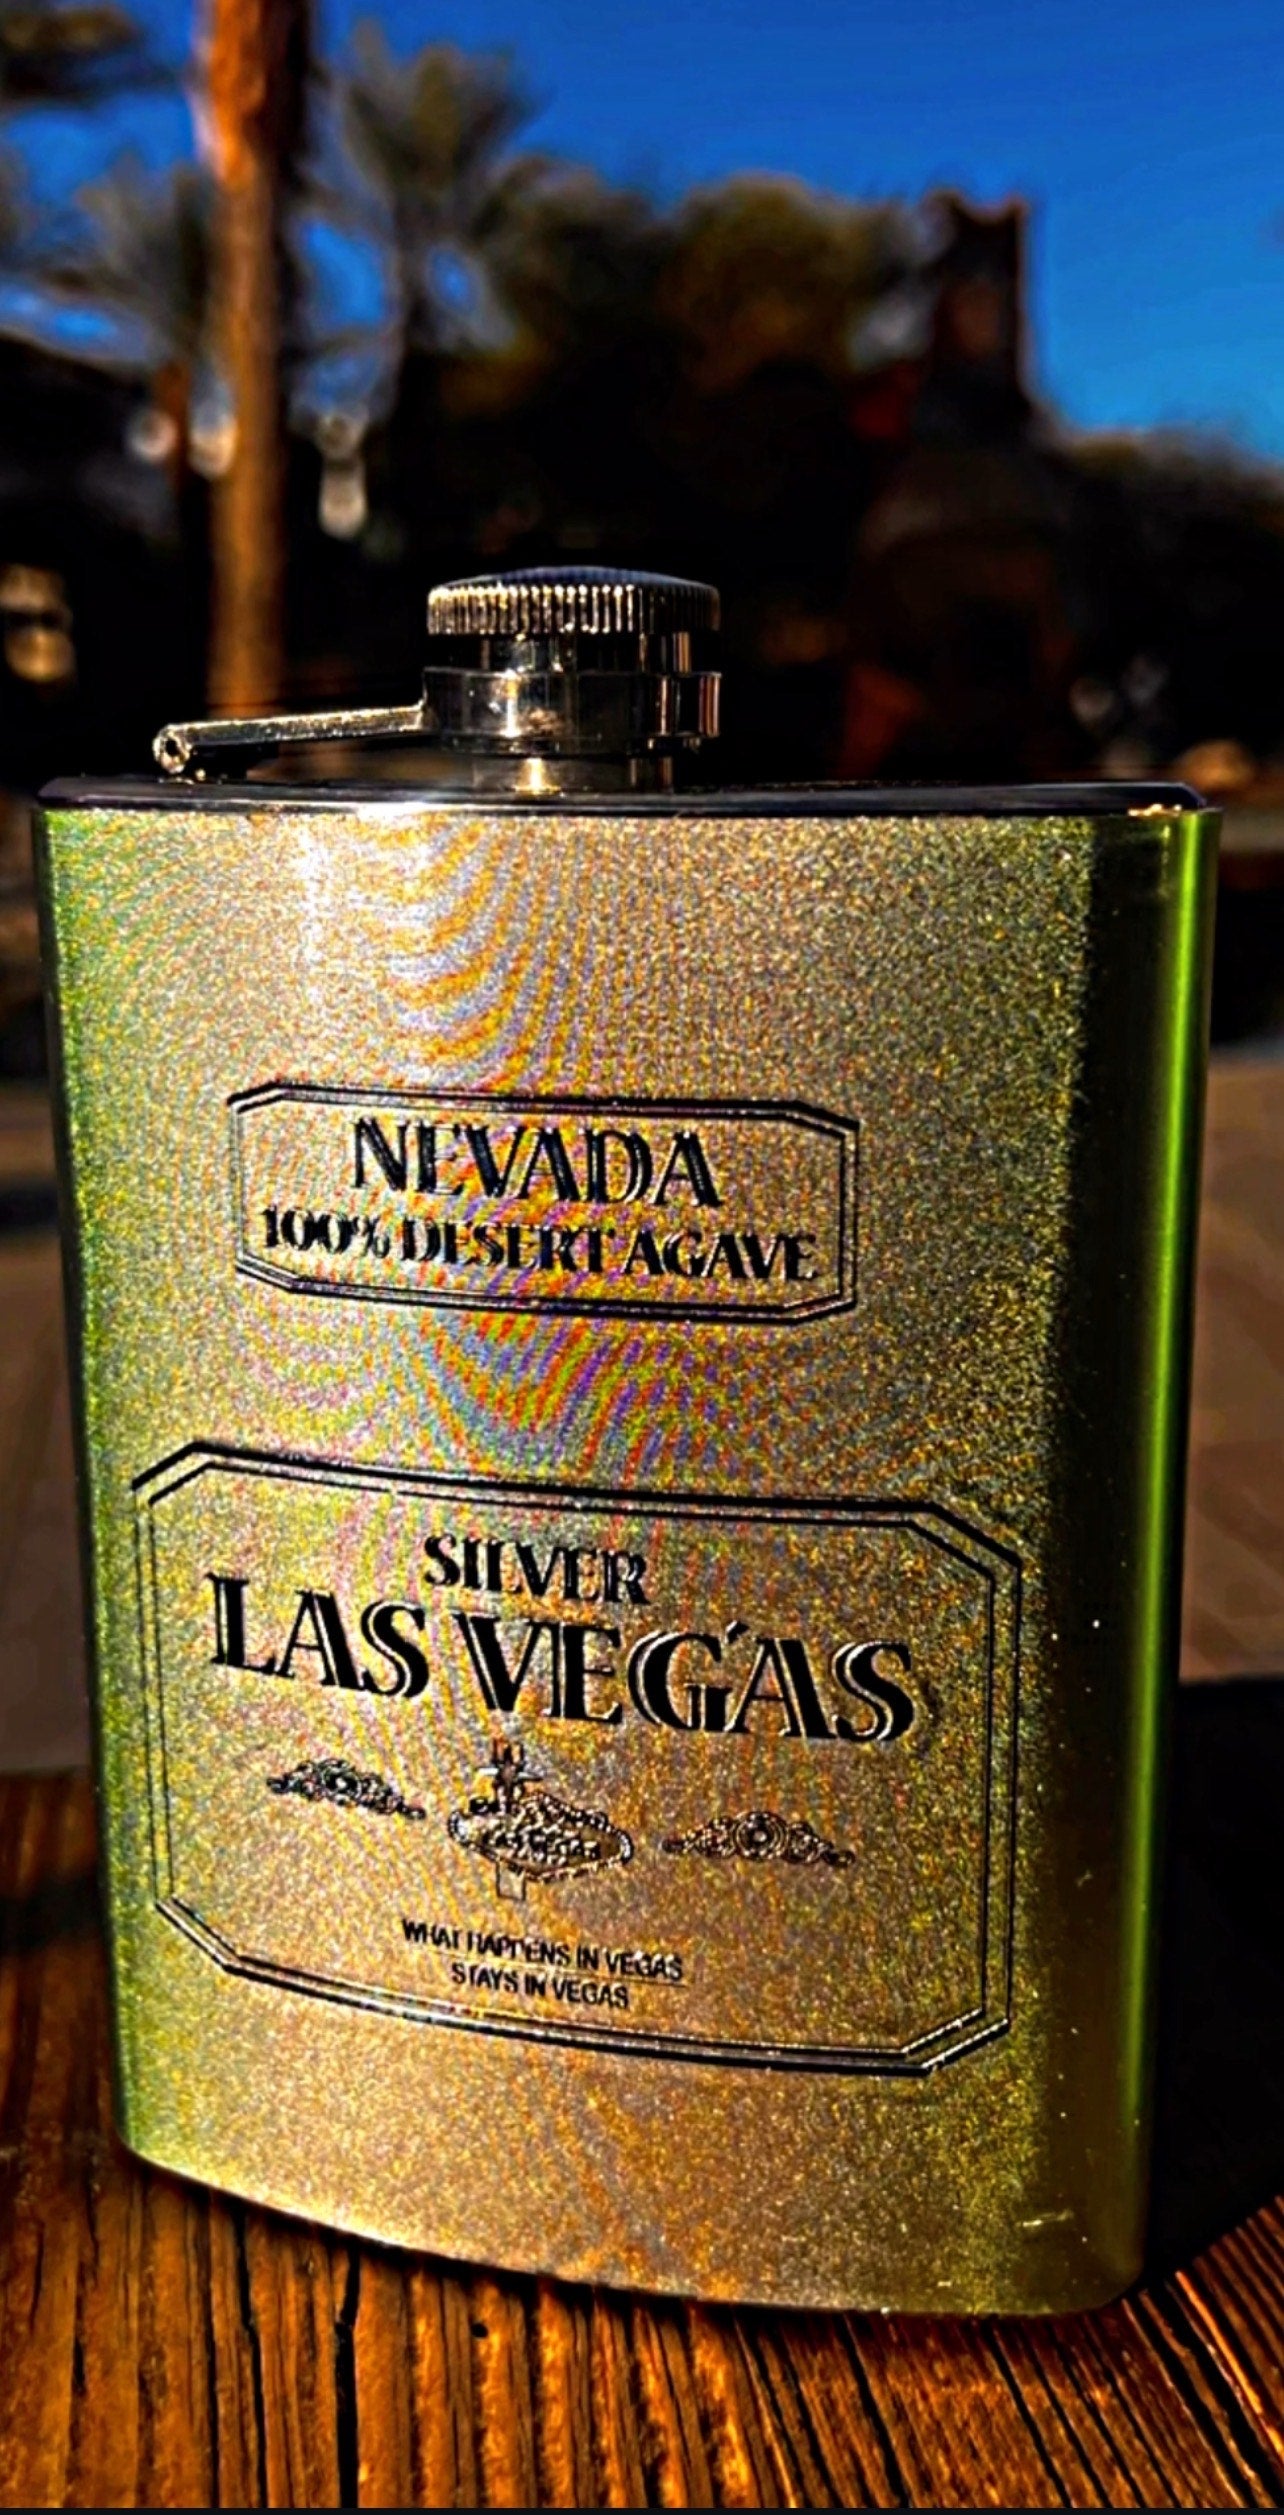 NEVADA
100% DESERT AGAVE
SILVER
LAS VEGAS
WHAT HAPPENS IN VEGAS
STAYS IN VEGAS